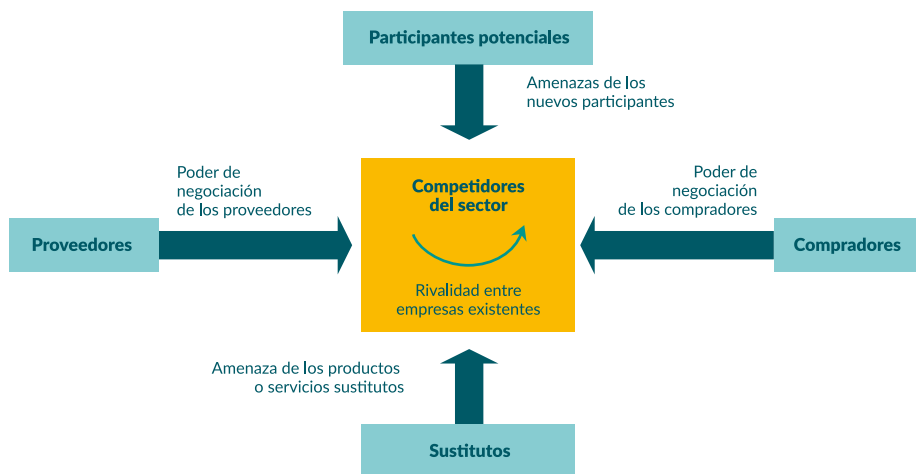 Participantes potenciales
Amenazas de los
nuevos participantes
Poder de
negociación
de los proveedores
Competidores
del sector
Poder de
negociación
de los compradores
Proveedores
Compradores
Rivalidad entre
empresas existentes
Amenaza de los productos
o servicios sustitutos
Sustitutos